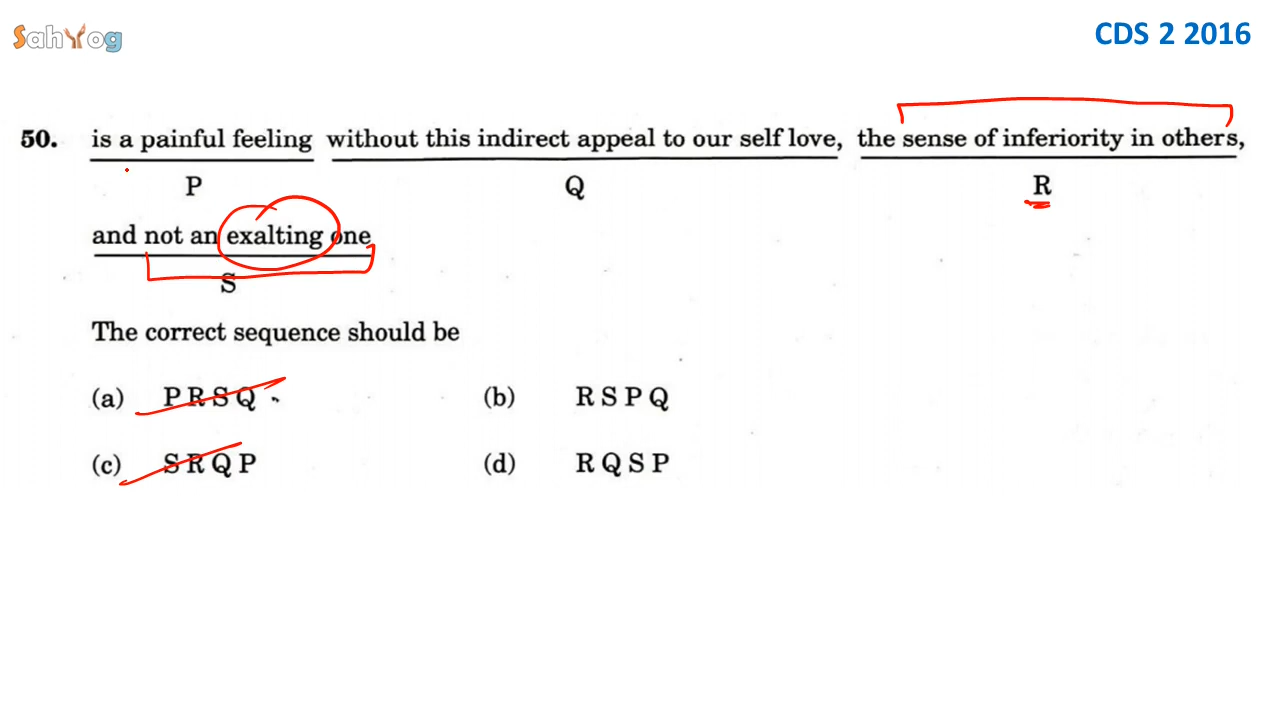 SahYog
CDS 2 2016
50. is a painful feeling without this indirect appeal to our self love, the sense of inferiority in others,
P Q R
and not an exalting one
S
The correct sequence should be
(a) P R S Q (b) R S P Q
(c) S R Q P (d) R Q S P